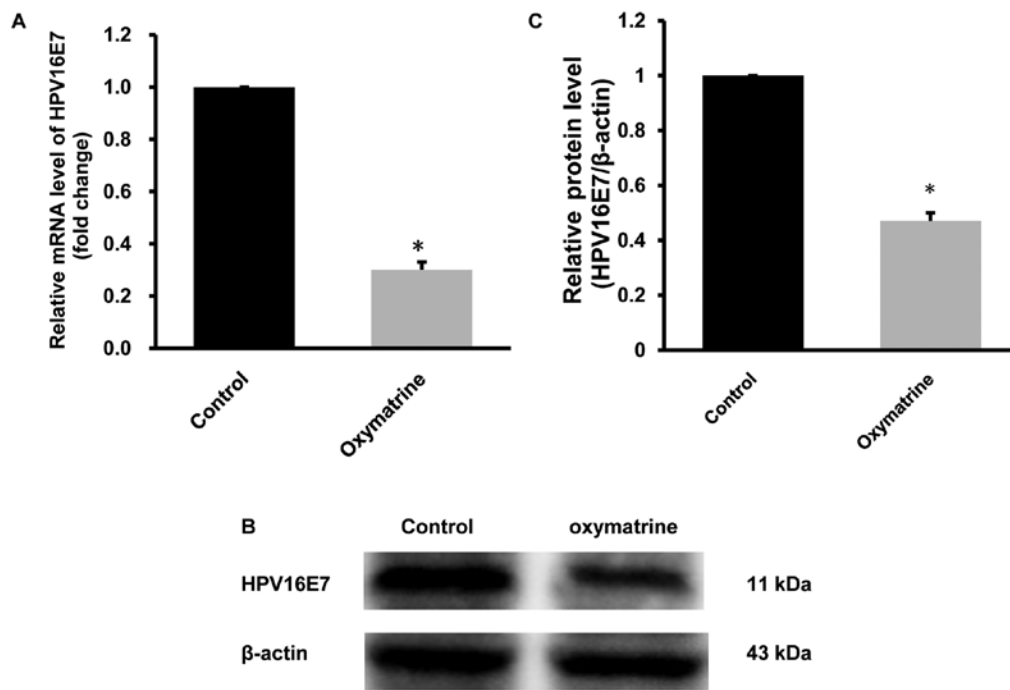 A
Relative mRNA level of HPV16E7
(fold change)
1.2
1.0
0.8
0.6
0.4
0.2
0.0
*
Control
Oxymatrine
C
Relative protein level
(HPV16E7/β-actin)
1.2
1
0.8
0.6
0.4
0.2
0
*
Control
Oxymatrine
B
Control
oxymatrine
HPV16E7
11 kDa
β-actin
43 kDa